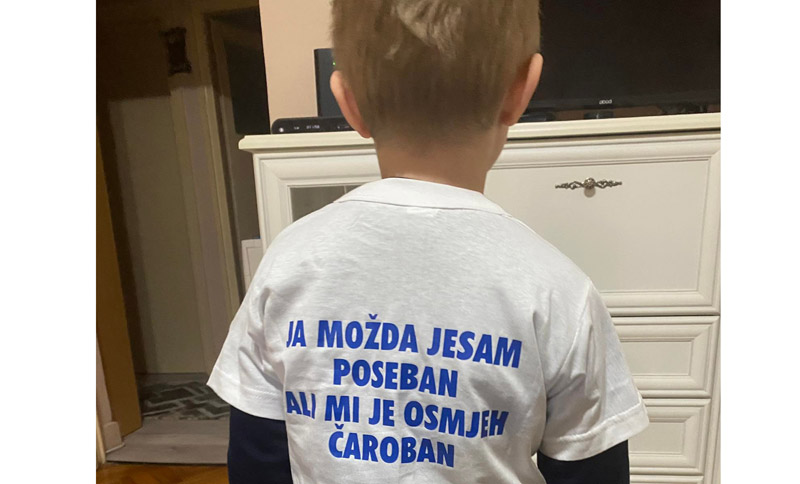 JA MOŽDA JESAM
POSEBAN
ALI MI JE OSMJEH
ČAROBAN